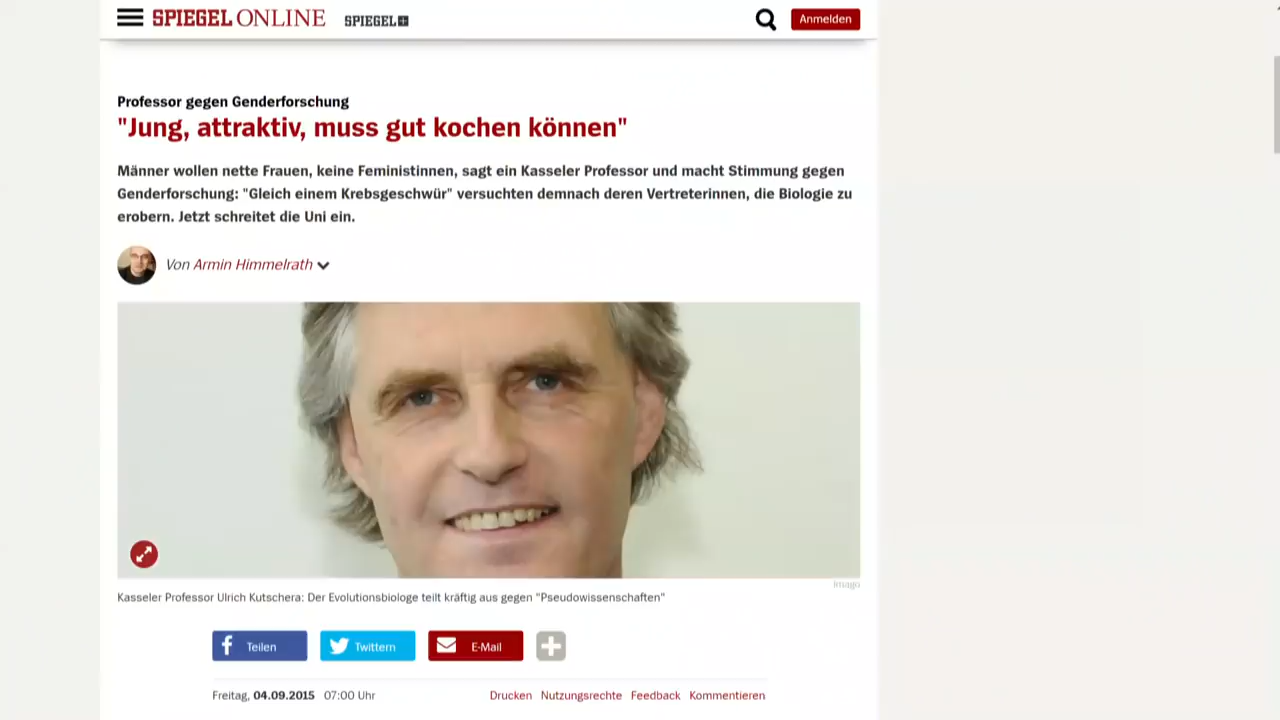 SPIEGEL ONLINE SPIEGEL+ Anmelden
Professor gegen Genderforschung
"Jung, attraktiv, muss gut kochen können"
Männer wollen nette Frauen, keine Feministinnen, sagt ein Kasseler Professor und macht Stimmung gegen
Genderforschung: "Gleich einem Krebsgeschwür" versuchten demnach deren Vertreterinnen, die Biologie zu
erobern. Jetzt schreitet die Uni ein.
Von Armin Himmelrath
Imago
Kasseler Professor Ulrich Kutschera: Der Evolutionsbiologe teilt kräftig aus gegen "Pseudowissenschaften"
Teilen Twittern E-Mail
Freitag, 04.09.2015 07:00 Uhr Drucken Nutzungsrechte Feedback Kommentieren